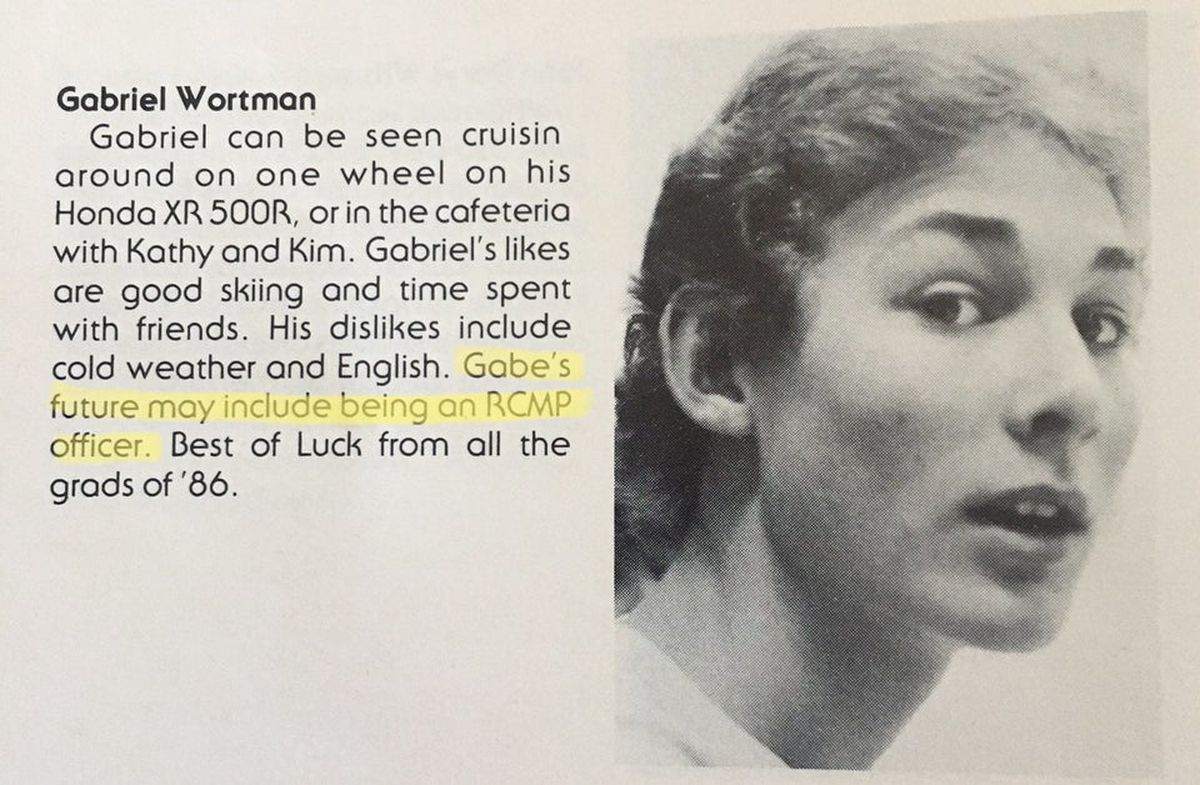 Gabriel Wortman
Gabriel can be seen cruisin
around on one wheel on his
Honda XR 500R, or in the cafeteria
with Kathy and Kim. Gabriel's likes
are good skiing and time spent
with friends. His dislikes include
cold weather and English. Gabe's
future may include being an RCMP
officer. Best of Luck from all the
grads of '86.